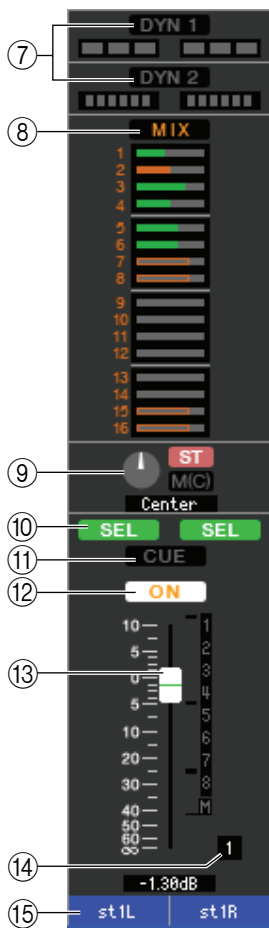 DYN 1
⑦
DYN 2
⑧ MIX
1
2
3
4
5
6
7
8
9
10
11
12
13
14
15
16
⑨ ST
M(C)
Center
⑩ SEL SEL
⑪ CUE
⑫ ON
10 1
5 2
⑬ 0 3
4
5 5
10 6
20 7
30 8
40 M
50
60
∞
⑭ 1
-1.30dB
⑮ st1L st1R